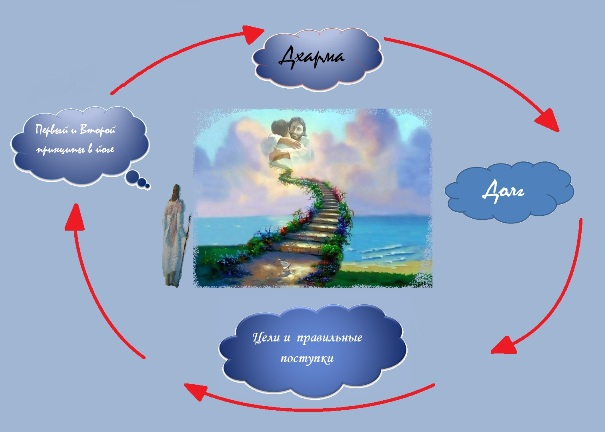 Дхарма
Первый и Второй
принципы в йоге
Долг
Цели и правильные
поступки